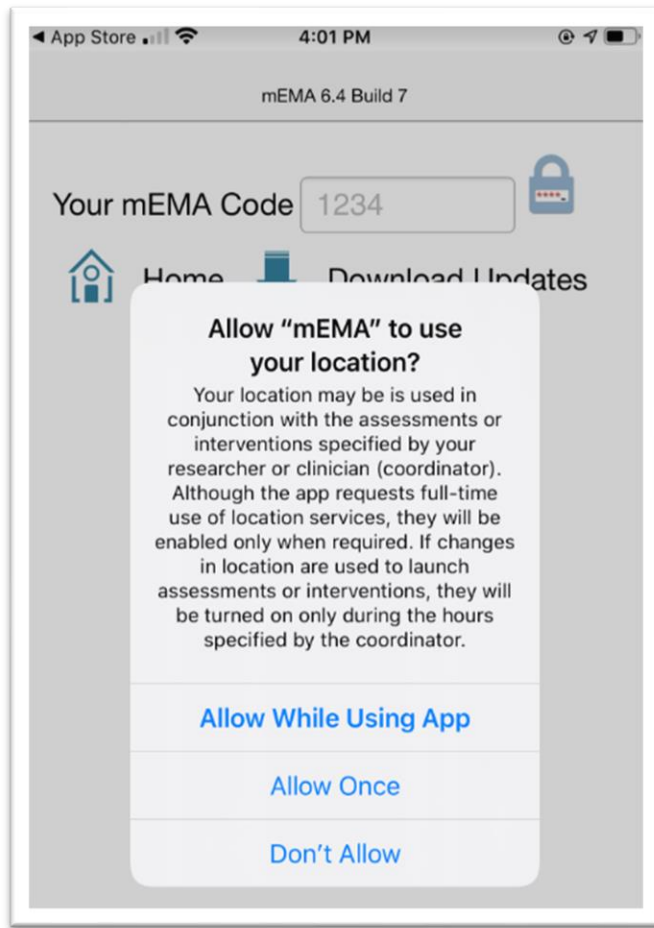 ◀ App Store 4:01 PM
mEMA 6.4 Build 7
Your mEMA Code 1234
****
Home Download Updates
Allow “mEMA” to use
your location?
Your location may be is used in
conjunction with the assessments or
interventions specified by your
researcher or clinician (coordinator).
Although the app requests full-time
use of location services, they will be
enabled only when required. If changes
in location are used to launch
assessments or interventions, they will
be turned on only during the hours
specified by the coordinator.
Allow While Using App
Allow Once
Don’t Allow